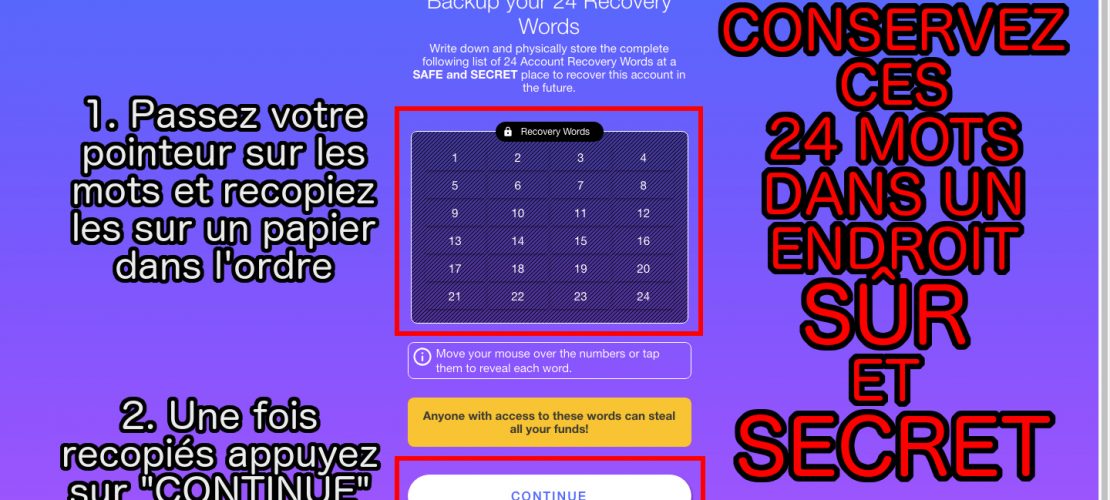 Backup your 24 Recovery
Words
Write down and physically store the complete
following list of 24 Account Recovery Words at a
SAFE and SECRET place to recover this account in
the future.
1. Passez votre
pointeur sur les
mots et recopiez
les sur un papier
dans l'ordre
Recovery Words
1 2 3 4
5 6 7 8
9 10 11 12
13 14 15 16
17 18 19 20
21 22 23 24
Move your mouse over the numbers or tap
them to reveal each word.
Anyone with access to these words can steal
all your funds!
2. Une fois
recopiés appuyez
sur "CONTINUE"
CONTINUE
CONSERVEZ
CES
24 MOTS
DANS UN
ENDROIT
SÛR
ET
SECRET